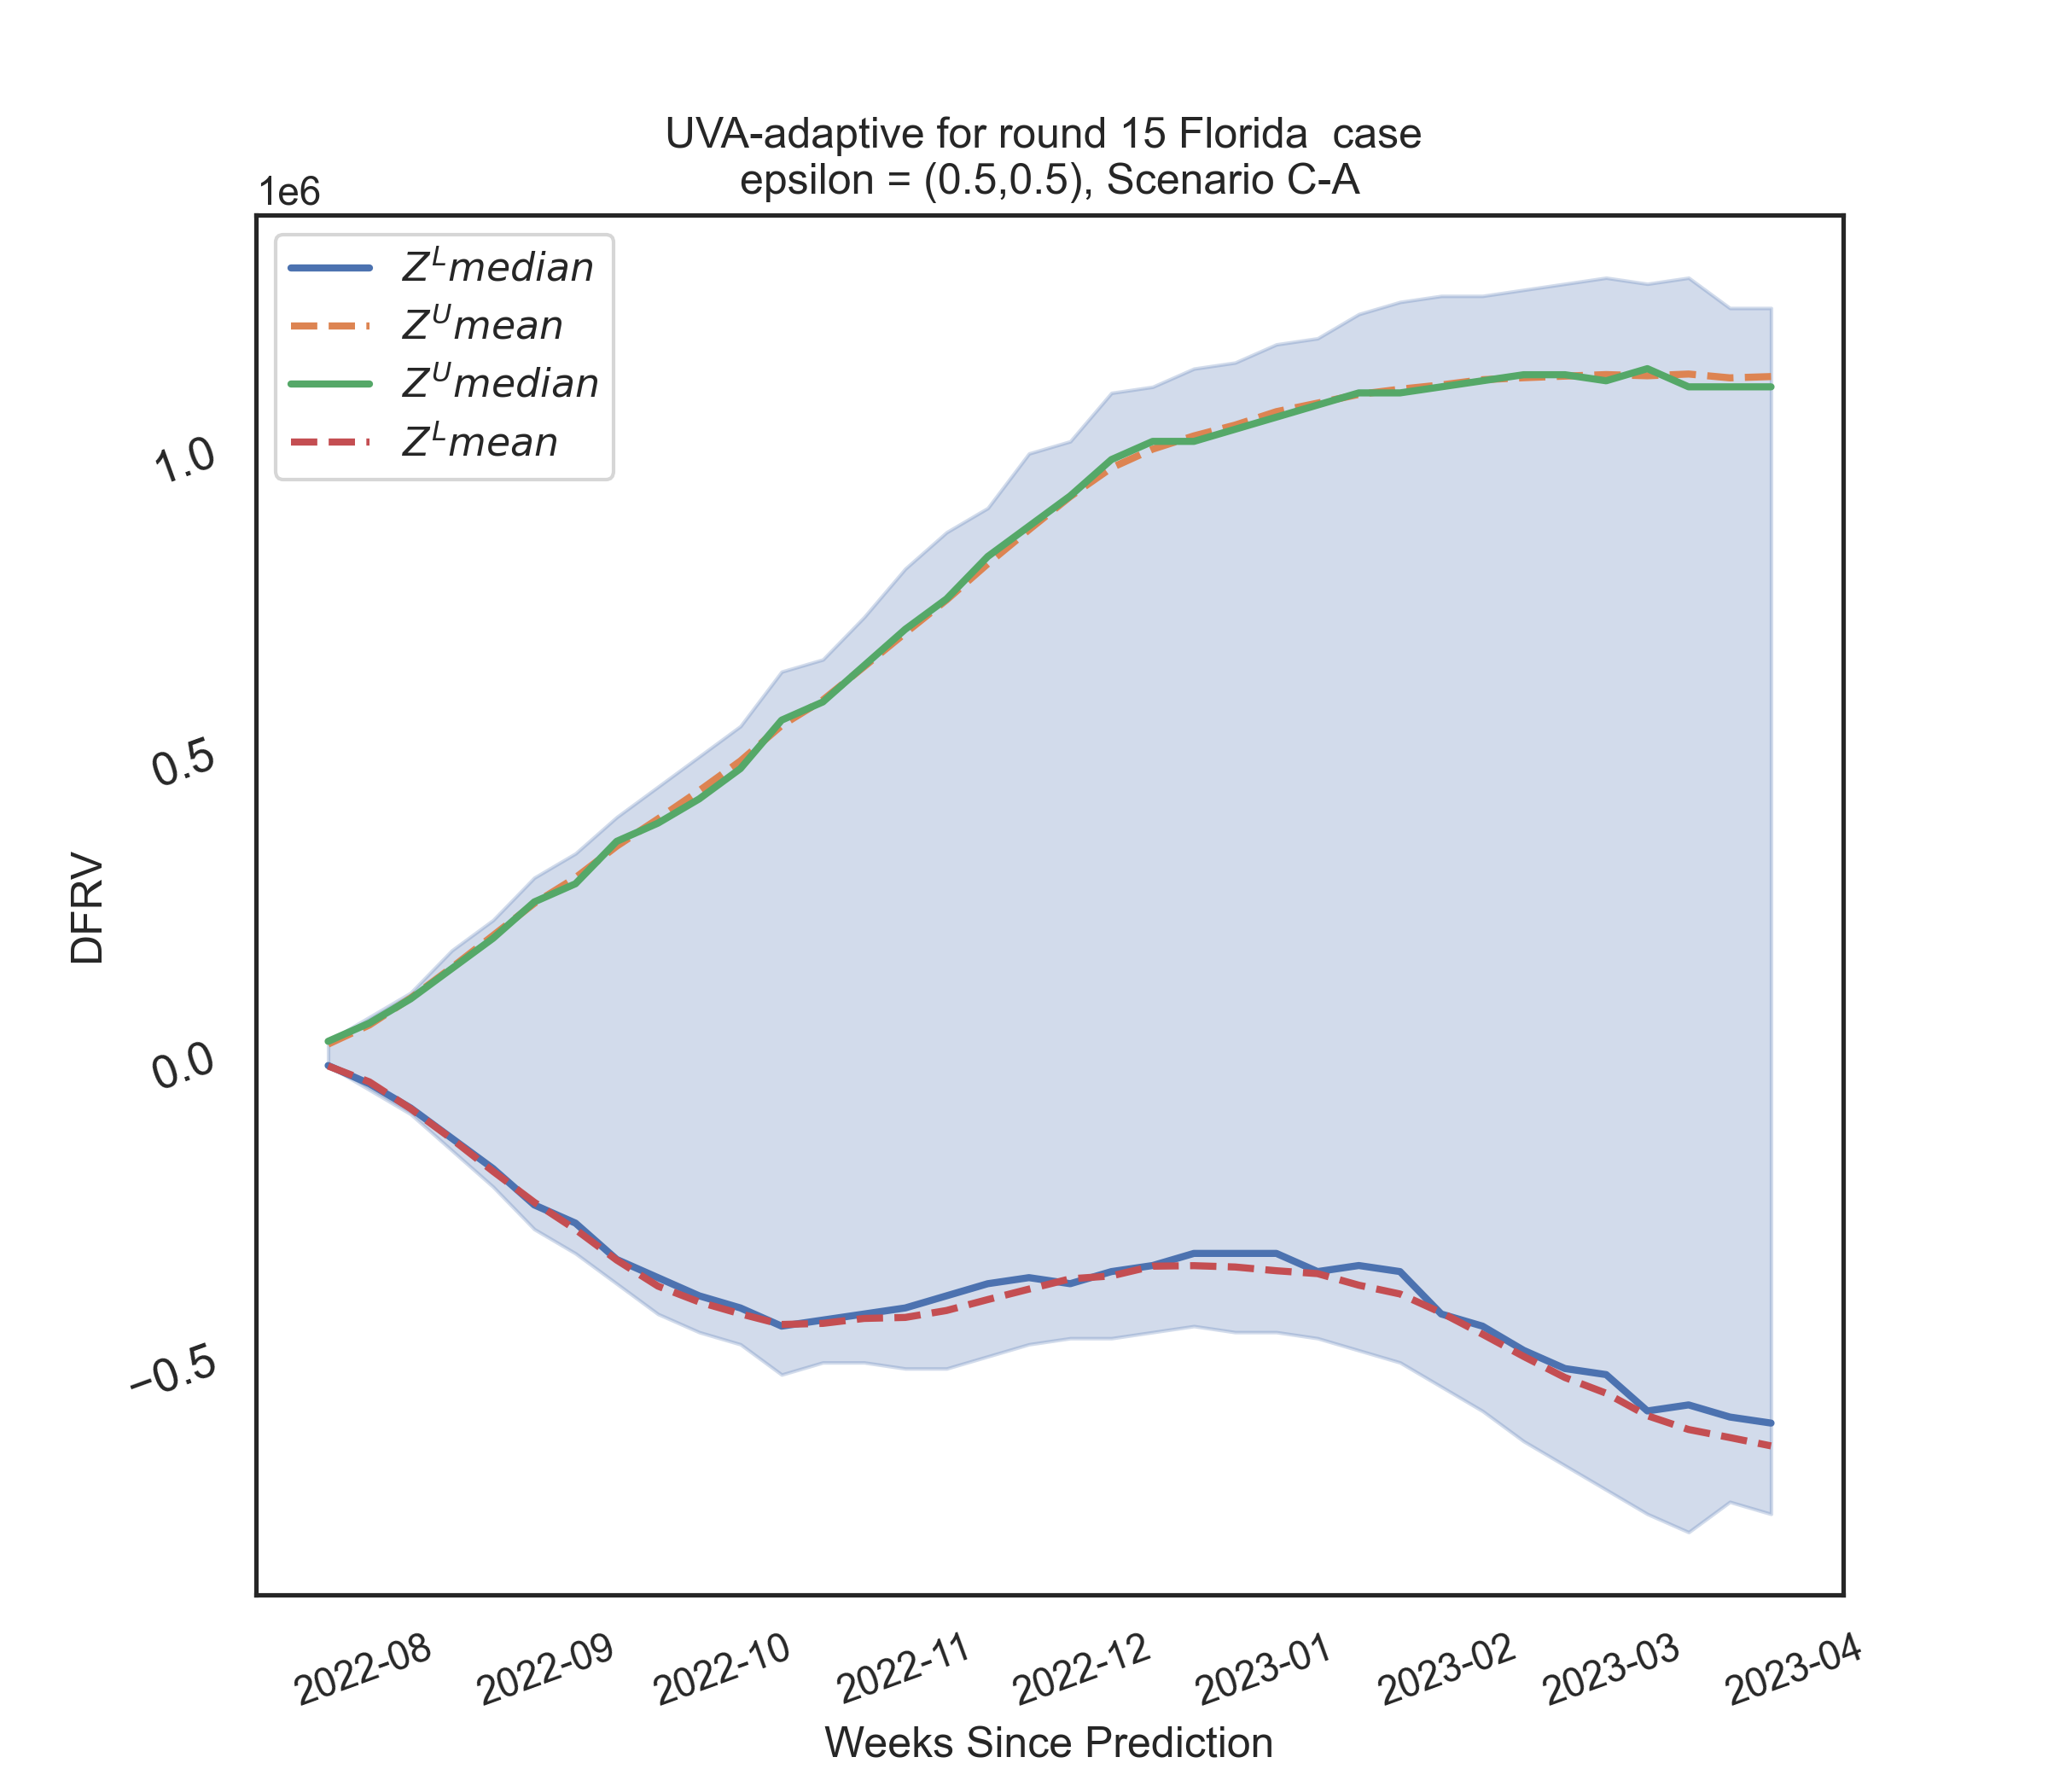 UVA-adaptive for round 15 Florida  case
epsilon = (0.5,0.5), Scenario C-A
1e6
Z^L median
Z^U mean
Z^U median
Z^L mean
1.0
0.5
0.0
−0.5
DFRV
2022-08 2022-09 2022-10 2022-11 2022-12 2023-01 2023-02 2023-03 2023-04
Weeks Since Prediction